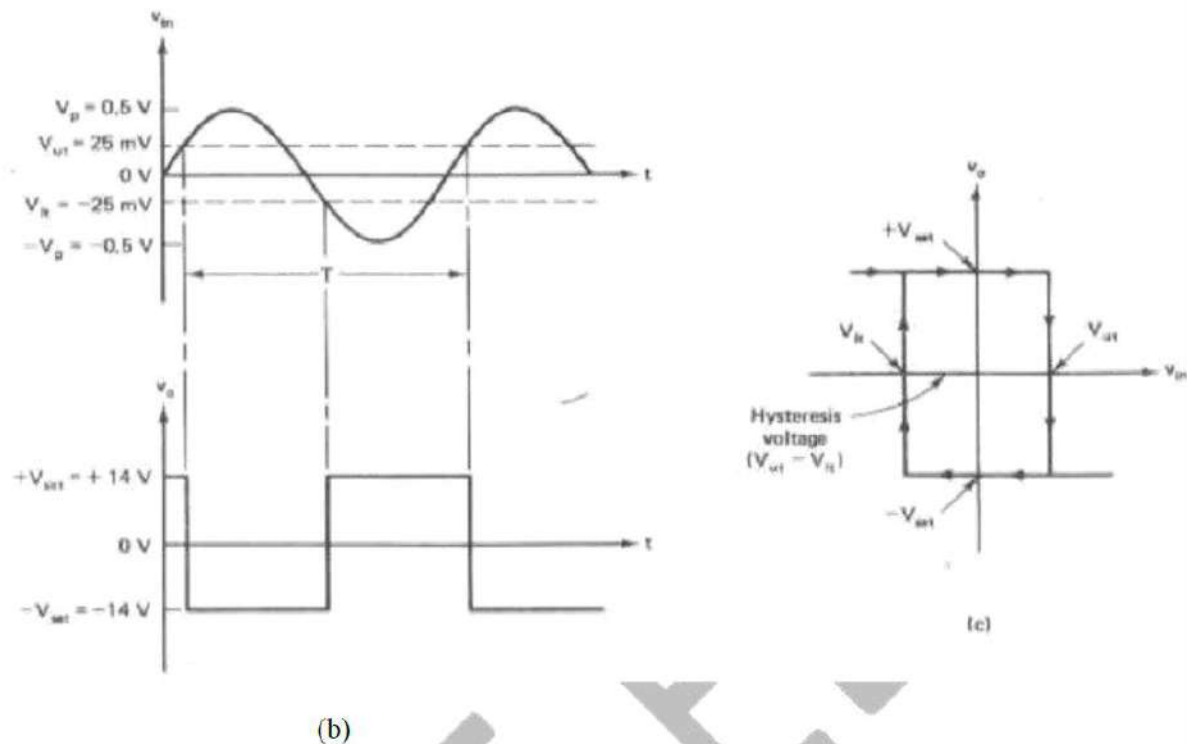 v_in
V_p = 0.5 V
V_ut = 25 mV
0 V
t
V_lt = -25 mV
-V_p = -0.5 V
T
v_o
+V_sat = + 14 V
0 V
t
-V_sat = -14 V
(b)
v_o
+V_sat
V_lt
V_ut
v_in
Hysteresis
voltage
(V_ut - V_lt)
-V_sat
(c)